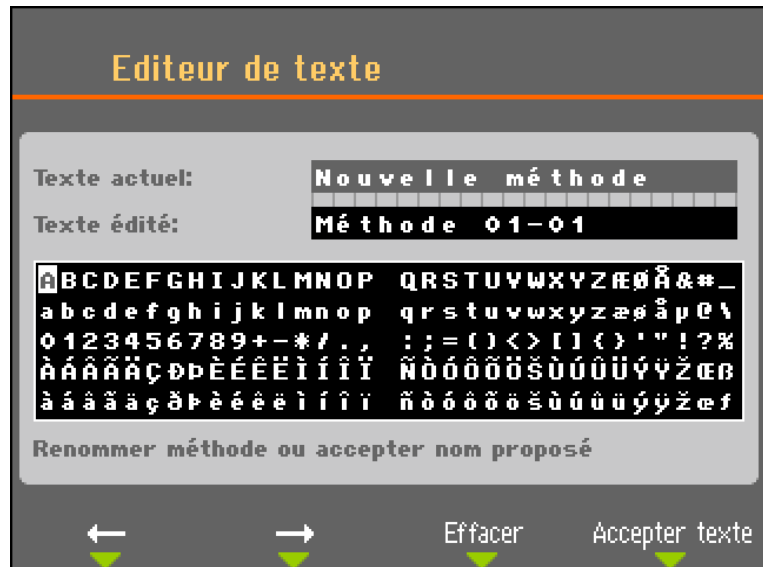 Editeur de texte
Texte actuel: Nouvelle méthode
Texte édité: Méthode 01-01
ABCDEFGHIJKLMNOP QRSTUVWXYZÆØÅ&#_
abcdefghijklmnop qrstuvwxyzæøåµ@\
0123456789+-*/., :;=()<>[]{}'"!?%
ÀÁÂÃÄÇÐÞÈÉÊËÌÍÎÏ ÑÒÓÔÕÖŠÙÚÛÜÝŸŽŒß
àáâãäçðÞèéêëìíîï ñòóôõöšùúûüýÿžœf
Renommer méthode ou accepter nom proposé
← → Effacer Accepter texte